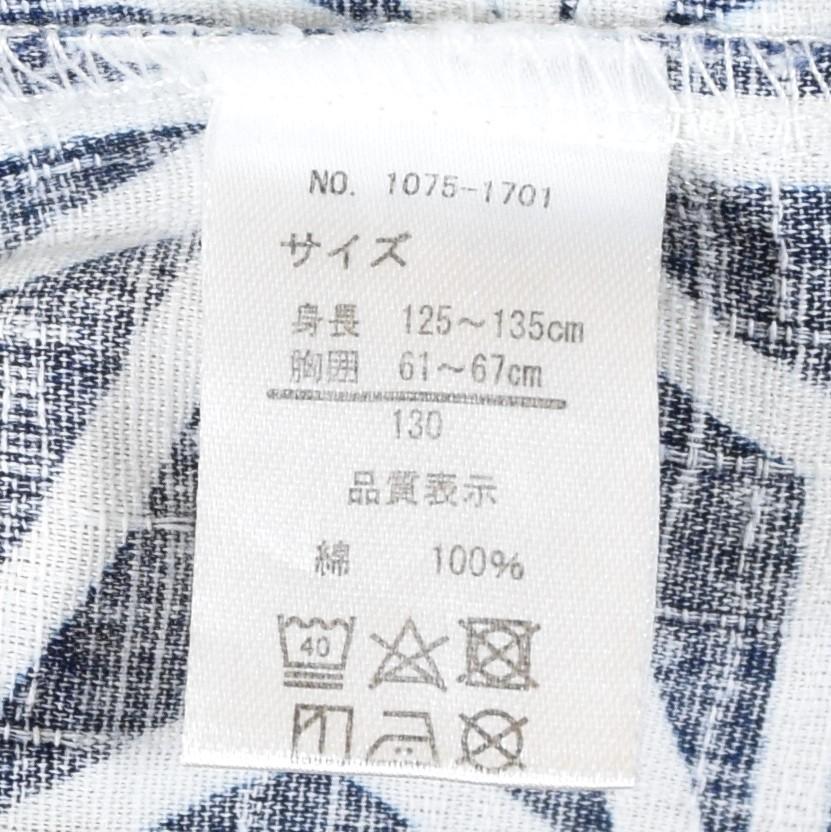 NO. 1075-1701
サイズ
身長 125～135cm
胸囲 61～67cm
130
品質表示
綿 100%
40